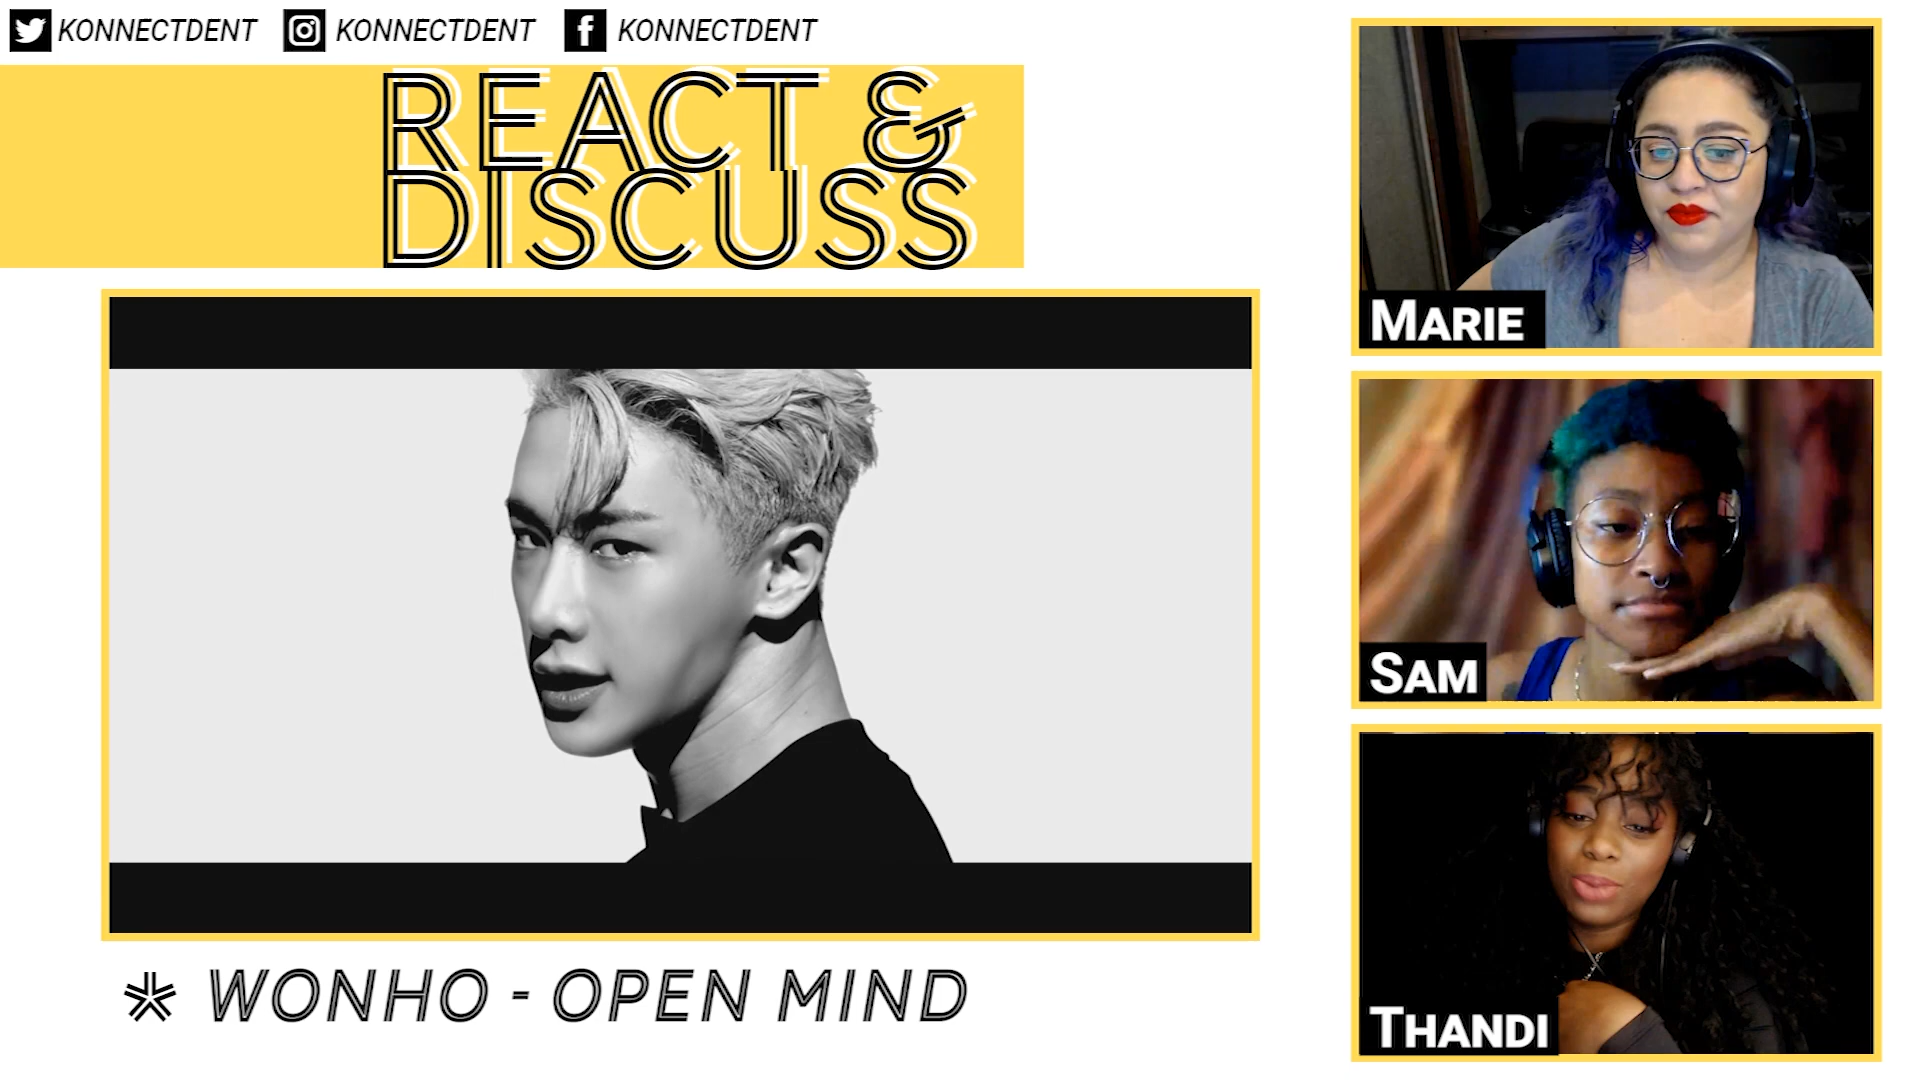 KONNECTDENT KONNECTDENT KONNECTDENT
REACT &
DISCUSS
MARIE
SAM
THANDI
* WONHO - OPEN MIND